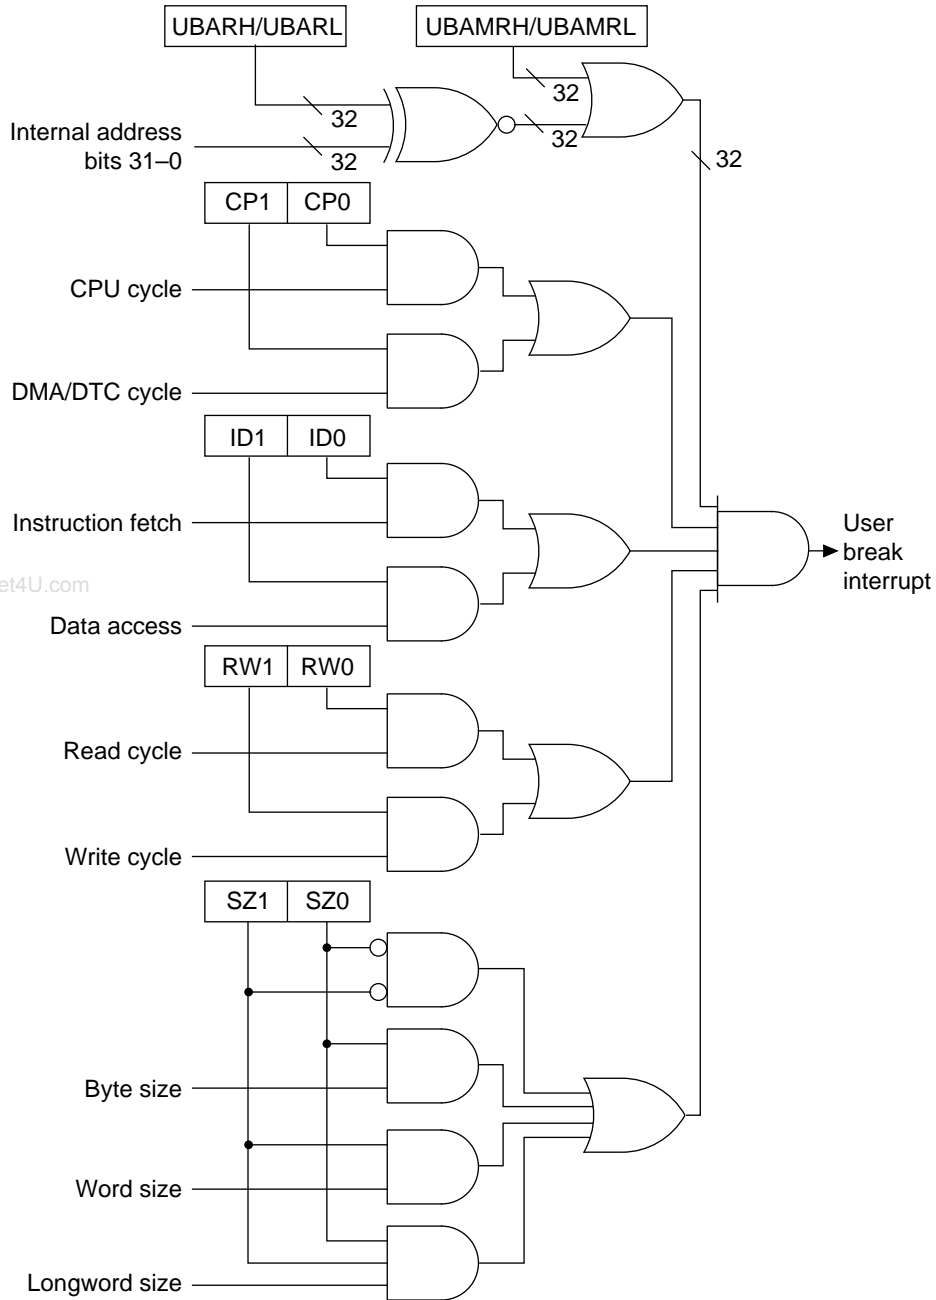 UBARH/UBARL
UBAMRH/UBAMRL
32
32
Internal address
bits 31–0
32
32
32
CP1 CP0
CPU cycle
DMA/DTC cycle
ID1 ID0
Instruction fetch
User
break
interrupt
et4U.com
Data access
RW1 RW0
Read cycle
Write cycle
SZ1 SZ0
Byte size
Word size
Longword size